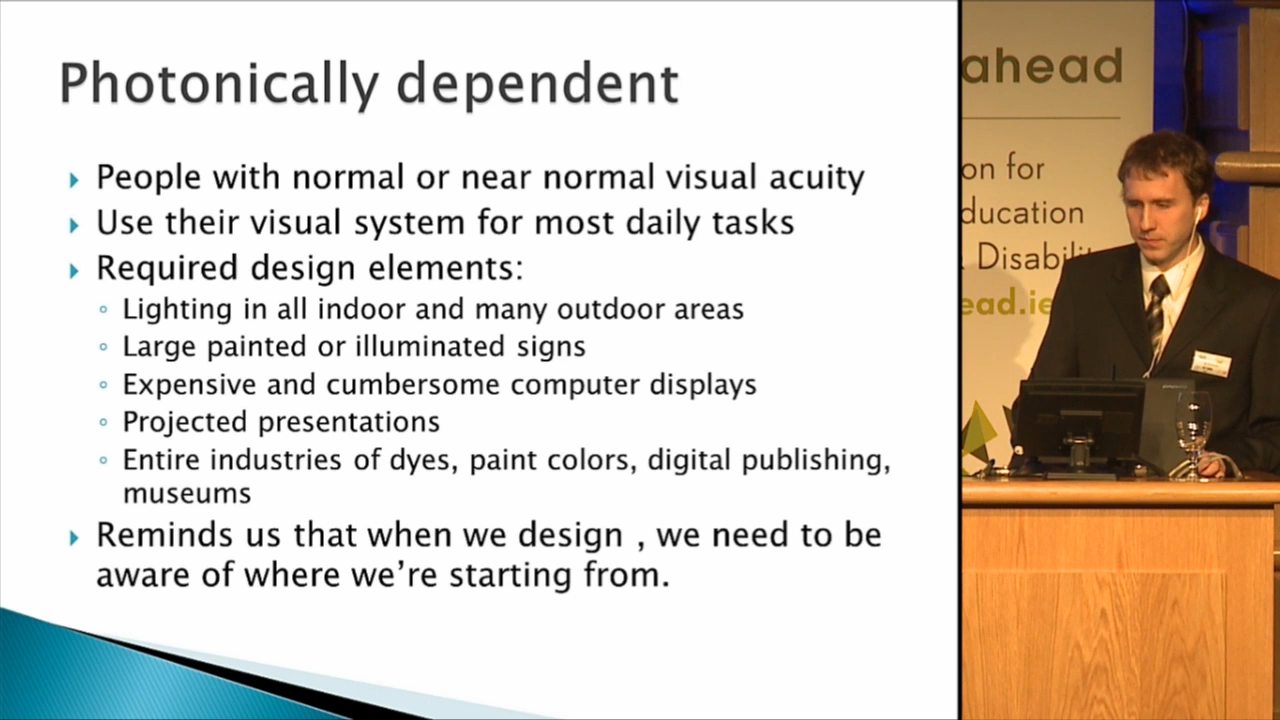 Photonically dependent
People with normal or near normal visual acuity
Use their visual system for most daily tasks
Required design elements:
Lighting in all indoor and many outdoor areas
Large painted or illuminated signs
Expensive and cumbersome computer displays
Projected presentations
Entire industries of dyes, paint colors, digital publishing,
museums
Reminds us that when we design , we need to be
aware of where we're starting from.
ahead
on for
ducation
Disabilit
ead.ie